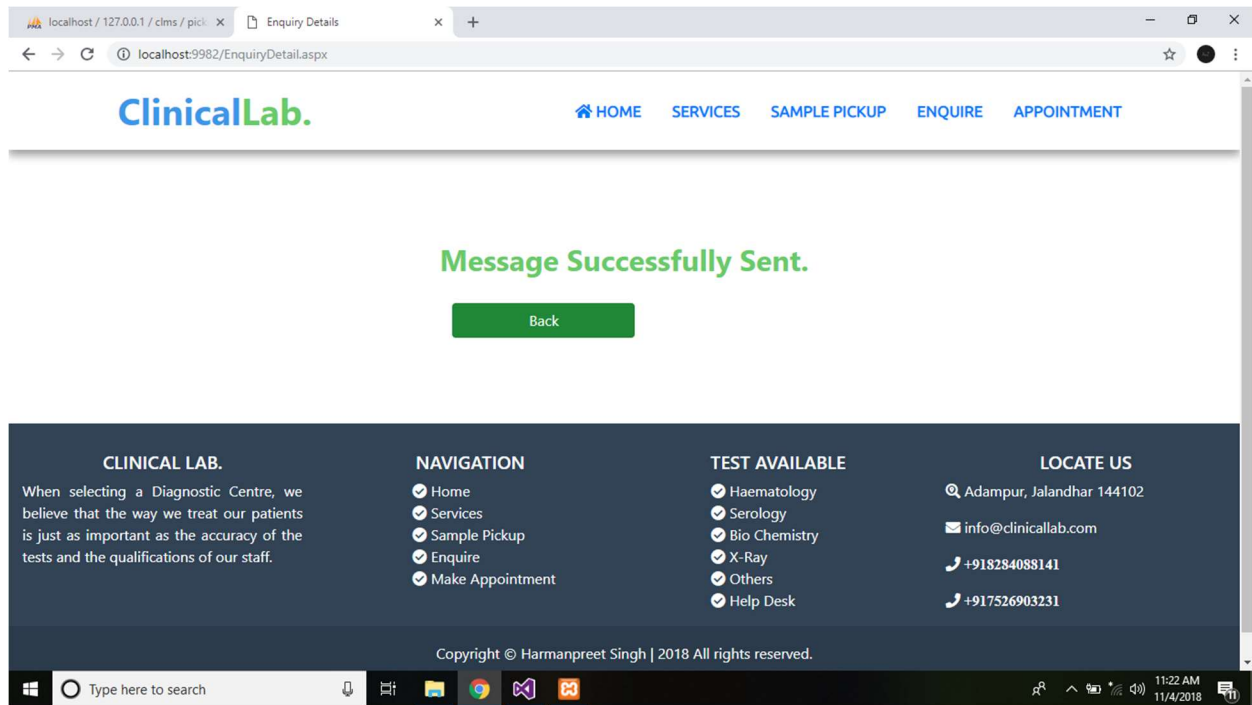 localhost / 127.0.0.1 / clms / pick
Enquiry Details
localhost:9982/EnquiryDetail.aspx
ClinicalLab.
HOME SERVICES SAMPLE PICKUP ENQUIRE APPOINTMENT
Message Successfully Sent.
Back
CLINICAL LAB.
When selecting a Diagnostic Centre, we
believe that the way we treat our patients
is just as important as the accuracy of the
tests and the qualifications of our staff.
NAVIGATION
Home
Services
Sample Pickup
Enquire
Make Appointment
TEST AVAILABLE
Haematology
Serology
Bio Chemistry
X-Ray
Others
Help Desk
LOCATE US
Adampur, Jalandhar 144102
info@clinicallab.com
+918284088141
+917526903231
Copyright © Harmanpreet Singh | 2018 All rights reserved.
Type here to search
11:22 AM
11/4/2018
11